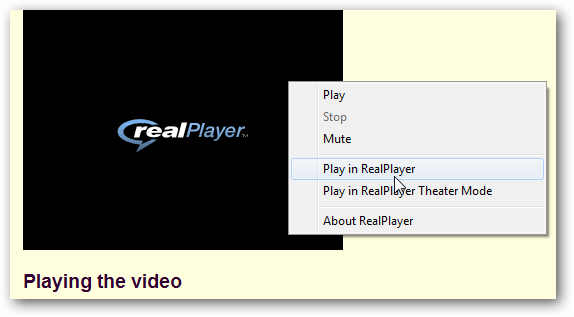 realPlayer™
Play
Stop
Mute
Play in RealPlayer
Play in RealPlayer Theater Mode
About RealPlayer
Playing the video